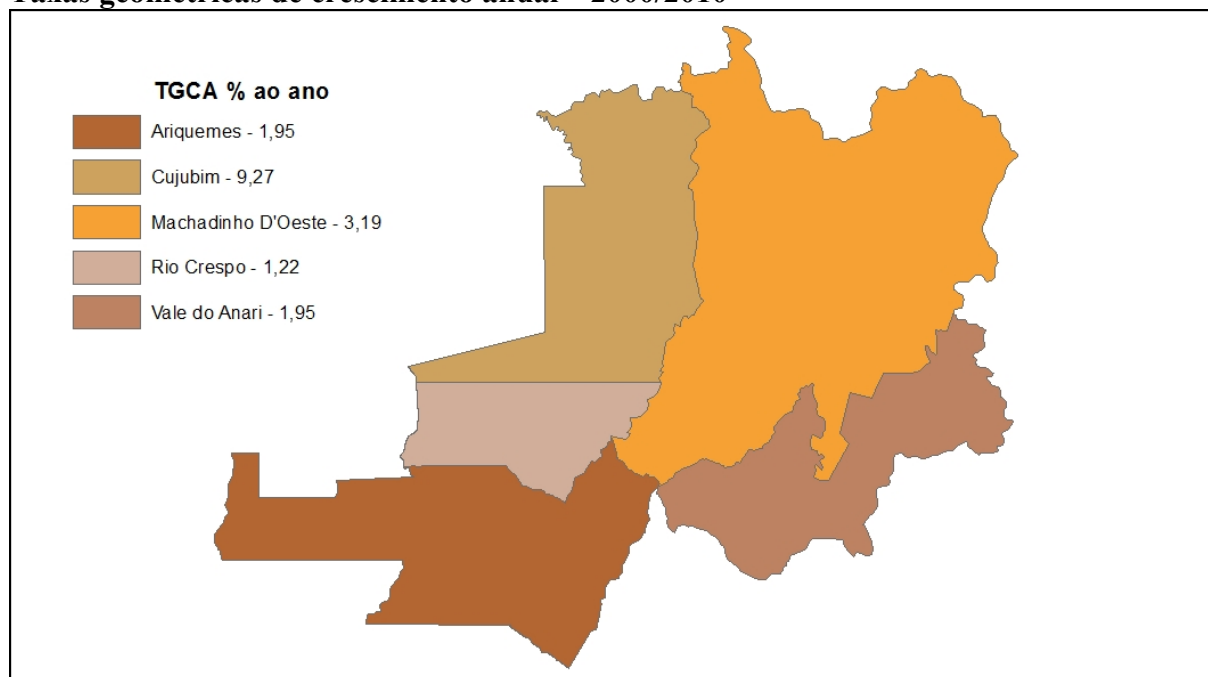 Taxas geométricas de crescimento anual – 2000/2010
TGCA % ao ano
Ariquemes - 1,95
Cujubim - 9,27
Machadinho D'Oeste - 3,19
Rio Crespo - 1,22
Vale do Anari - 1,95